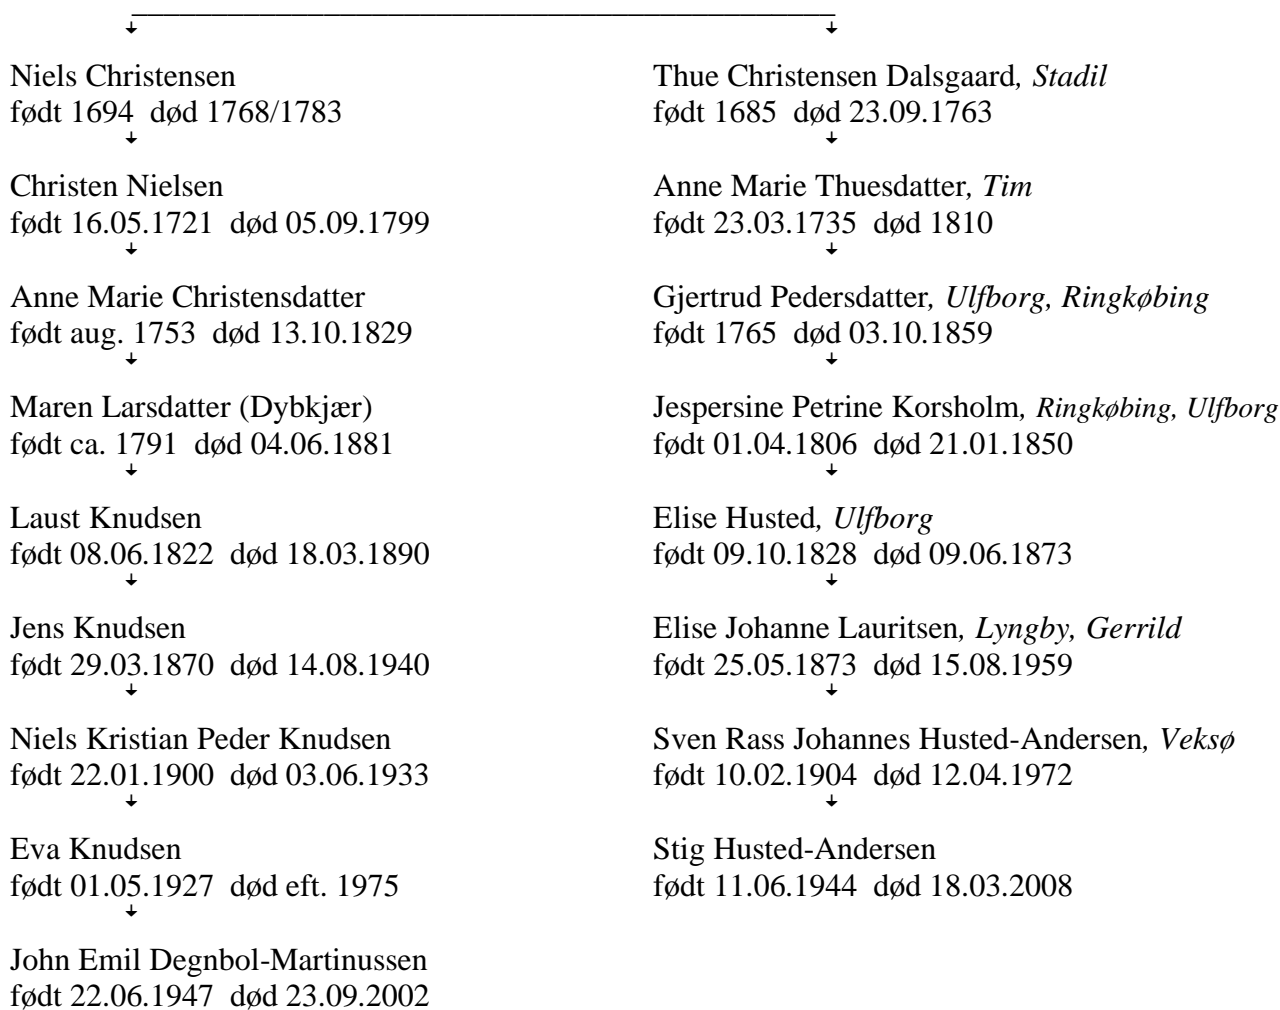 Niels Christensen
født 1694 død 1768/1783
Christen Nielsen
født 16.05.1721 død 05.09.1799
Anne Marie Christensdatter
født aug. 1753 død 13.10.1829
Maren Larsdatter (Dybkjær)
født ca. 1791 død 04.06.1881
Laust Knudsen
født 08.06.1822 død 18.03.1890
Jens Knudsen
født 29.03.1870 død 14.08.1940
Niels Kristian Peder Knudsen
født 22.01.1900 død 03.06.1933
Eva Knudsen
født 01.05.1927 død eft. 1975
John Emil Degnbol-Martinussen
født 22.06.1947 død 23.09.2002
Thue Christensen Dalsgaard, Stadil
født 1685 død 23.09.1763
Anne Marie Thuesdatter, Tim
født 23.03.1735 død 1810
Gjertrud Pedersdatter, Ulfborg, Ringkøbing
født 1765 død 03.10.1859
Jespersine Petrine Korsholm, Ringkøbing, Ulfborg
født 01.04.1806 død 21.01.1850
Elise Husted, Ulfborg
født 09.10.1828 død 09.06.1873
Elise Johanne Lauritsen, Lyngby, Gerrild
født 25.05.1873 død 15.08.1959
Sven Rass Johannes Husted-Andersen, Veksø
født 10.02.1904 død 12.04.1972
Stig Husted-Andersen
født 11.06.1944 død 18.03.2008